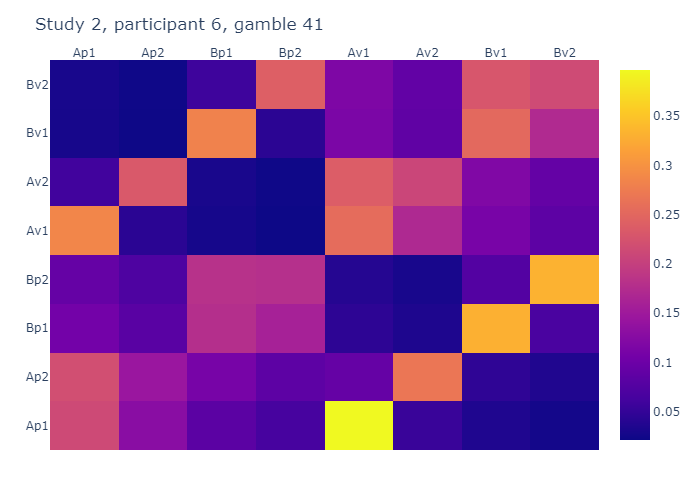 Study 2, participant 6, gamble 41
Ap1 Ap2 Bp1 Bp2 Av1 Av2 Bv1 Bv2
Bv2
Bv1
Av2
Av1
Bp2
Bp1
Ap2
Ap1
0.35
0.3
0.25
0.2
0.15
0.1
0.05